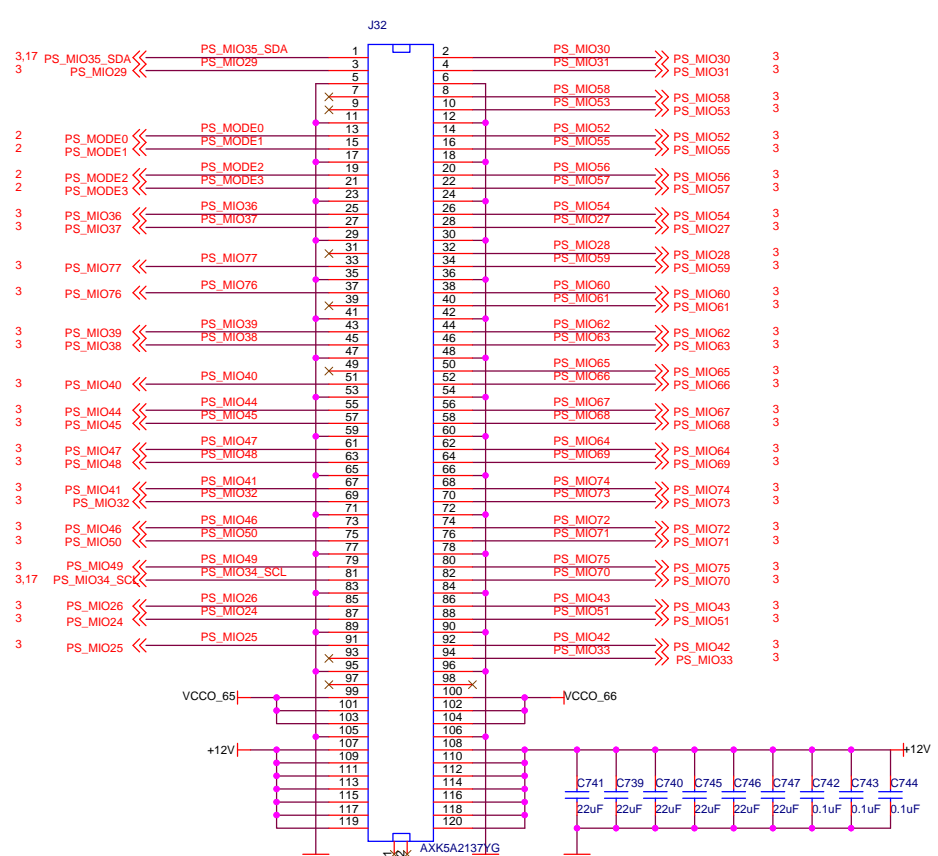 J32
3,17 PS_MIO35_SDA PS_MIO35_SDA 1 2 PS_MIO30 PS_MIO30 3
3 PS_MIO29 PS_MIO29 3 4 PS_MIO31 PS_MIO31 3
5 6
7 8 PS_MIO58 PS_MIO58 3
9 10 PS_MIO53 PS_MIO53 3
11 12
2 PS_MODE0 PS_MODE0 13 14 PS_MIO52 PS_MIO52 3
2 PS_MODE1 PS_MODE1 15 16 PS_MIO55 PS_MIO55 3
17 18
2 PS_MODE2 PS_MODE2 19 20 PS_MIO56 PS_MIO56 3
2 PS_MODE3 PS_MODE3 21 22 PS_MIO57 PS_MIO57 3
23 24
3 PS_MIO36 PS_MIO36 25 26 PS_MIO54 PS_MIO54 3
3 PS_MIO37 PS_MIO37 27 28 PS_MIO27 PS_MIO27 3
29 30
31 32 PS_MIO28 PS_MIO28 3
3 PS_MIO77 PS_MIO77 33 34 PS_MIO59 PS_MIO59 3
35 36
3 PS_MIO76 PS_MIO76 37 38 PS_MIO60 PS_MIO60 3
39 40 PS_MIO61 PS_MIO61 3
41 42
3 PS_MIO39 PS_MIO39 43 44 PS_MIO62 PS_MIO62 3
3 PS_MIO38 PS_MIO38 45 46 PS_MIO63 PS_MIO63 3
47 48
49 50 PS_MIO65 PS_MIO65 3
3 PS_MIO40 PS_MIO40 51 52 PS_MIO66 PS_MIO66 3
53 54
3 PS_MIO44 PS_MIO44 55 56 PS_MIO67 PS_MIO67 3
3 PS_MIO45 PS_MIO45 57 58 PS_MIO68 PS_MIO68 3
59 60
3 PS_MIO47 PS_MIO47 61 62 PS_MIO64 PS_MIO64 3
3 PS_MIO48 PS_MIO48 63 64 PS_MIO69 PS_MIO69 3
65 66
3 PS_MIO41 PS_MIO41 67 68 PS_MIO74 PS_MIO74 3
3 PS_MIO32 PS_MIO32 69 70 PS_MIO73 PS_MIO73 3
71 72
3 PS_MIO46 PS_MIO46 73 74 PS_MIO72 PS_MIO72 3
3 PS_MIO50 PS_MIO50 75 76 PS_MIO71 PS_MIO71 3
77 78
3 PS_MIO49 PS_MIO49 79 80 PS_MIO75 PS_MIO75 3
3,17 PS_MIO34_SCL PS_MIO34_SCL 81 82 PS_MIO70 PS_MIO70 3
83 84
3 PS_MIO26 PS_MIO26 85 86 PS_MIO43 PS_MIO43 3
3 PS_MIO24 PS_MIO24 87 88 PS_MIO51 PS_MIO51 3
89 90
3 PS_MIO25 PS_MIO25 91 92 PS_MIO42 PS_MIO42 3
93 94 PS_MIO33 PS_MIO33 3
95 96
97 98
VCCO_65 99 100 VCCO_66
101 102
103 104
105 106
+12V 107 108 +12V
109 110
111 112
113 114
115 116
117 118
119 120
C741 C739 C740 C745 C746 C747 C742 C743 C744
22uF 22uF 22uF 22uF 22uF 22uF 0.1uF 0.1uF 0.1uF
1 2 AXK5A2137YG